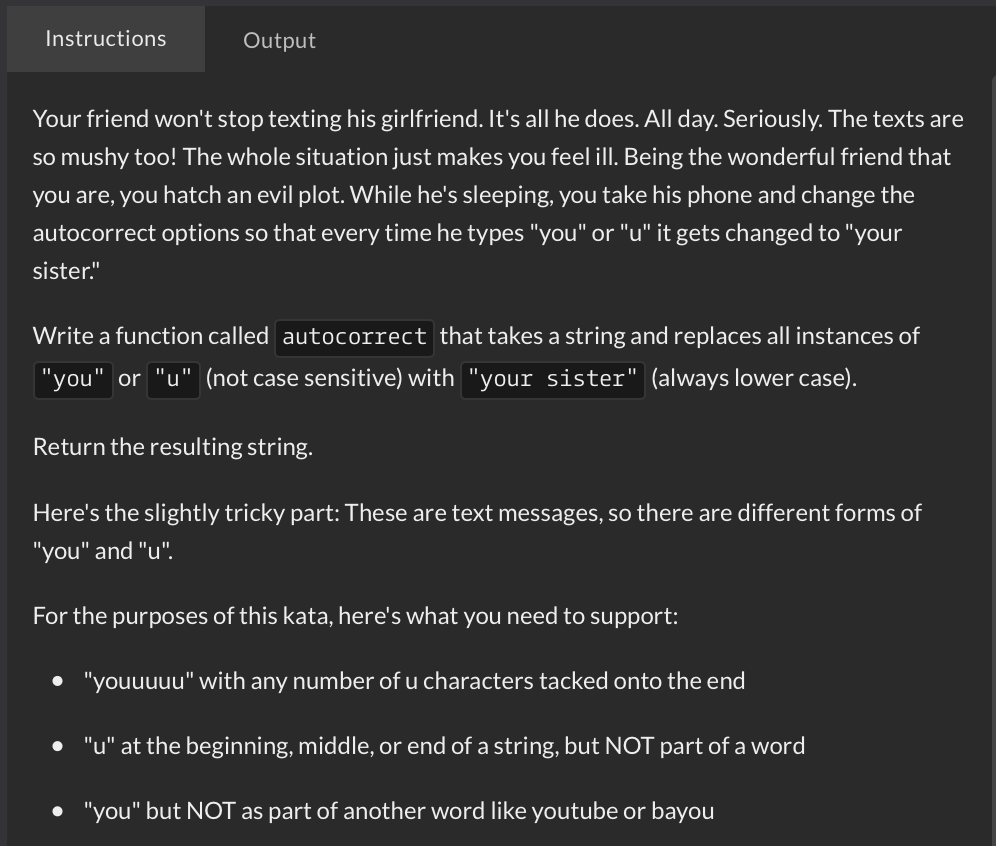 Instructions
Output
Your friend won't stop texting his girlfriend. It's all he does. All day. Seriously. The texts are
so mushy too! The whole situation just makes you feel ill. Being the wonderful friend that
you are, you hatch an evil plot. While he's sleeping, you take his phone and change the
autocorrect options so that every time he types "you" or "u" it gets changed to "your
sister."
Write a function called autocorrect that takes a string and replaces all instances of
"you" or "u" (not case sensitive) with "your sister" (always lower case).
Return the resulting string.
Here's the slightly tricky part: These are text messages, so there are different forms of
"you" and "u".
For the purposes of this kata, here's what you need to support:
• "youuuuu" with any number of u characters tacked onto the end
• "u" at the beginning, middle, or end of a string, but NOT part of a word
• "you" but NOT as part of another word like youtube or bayou